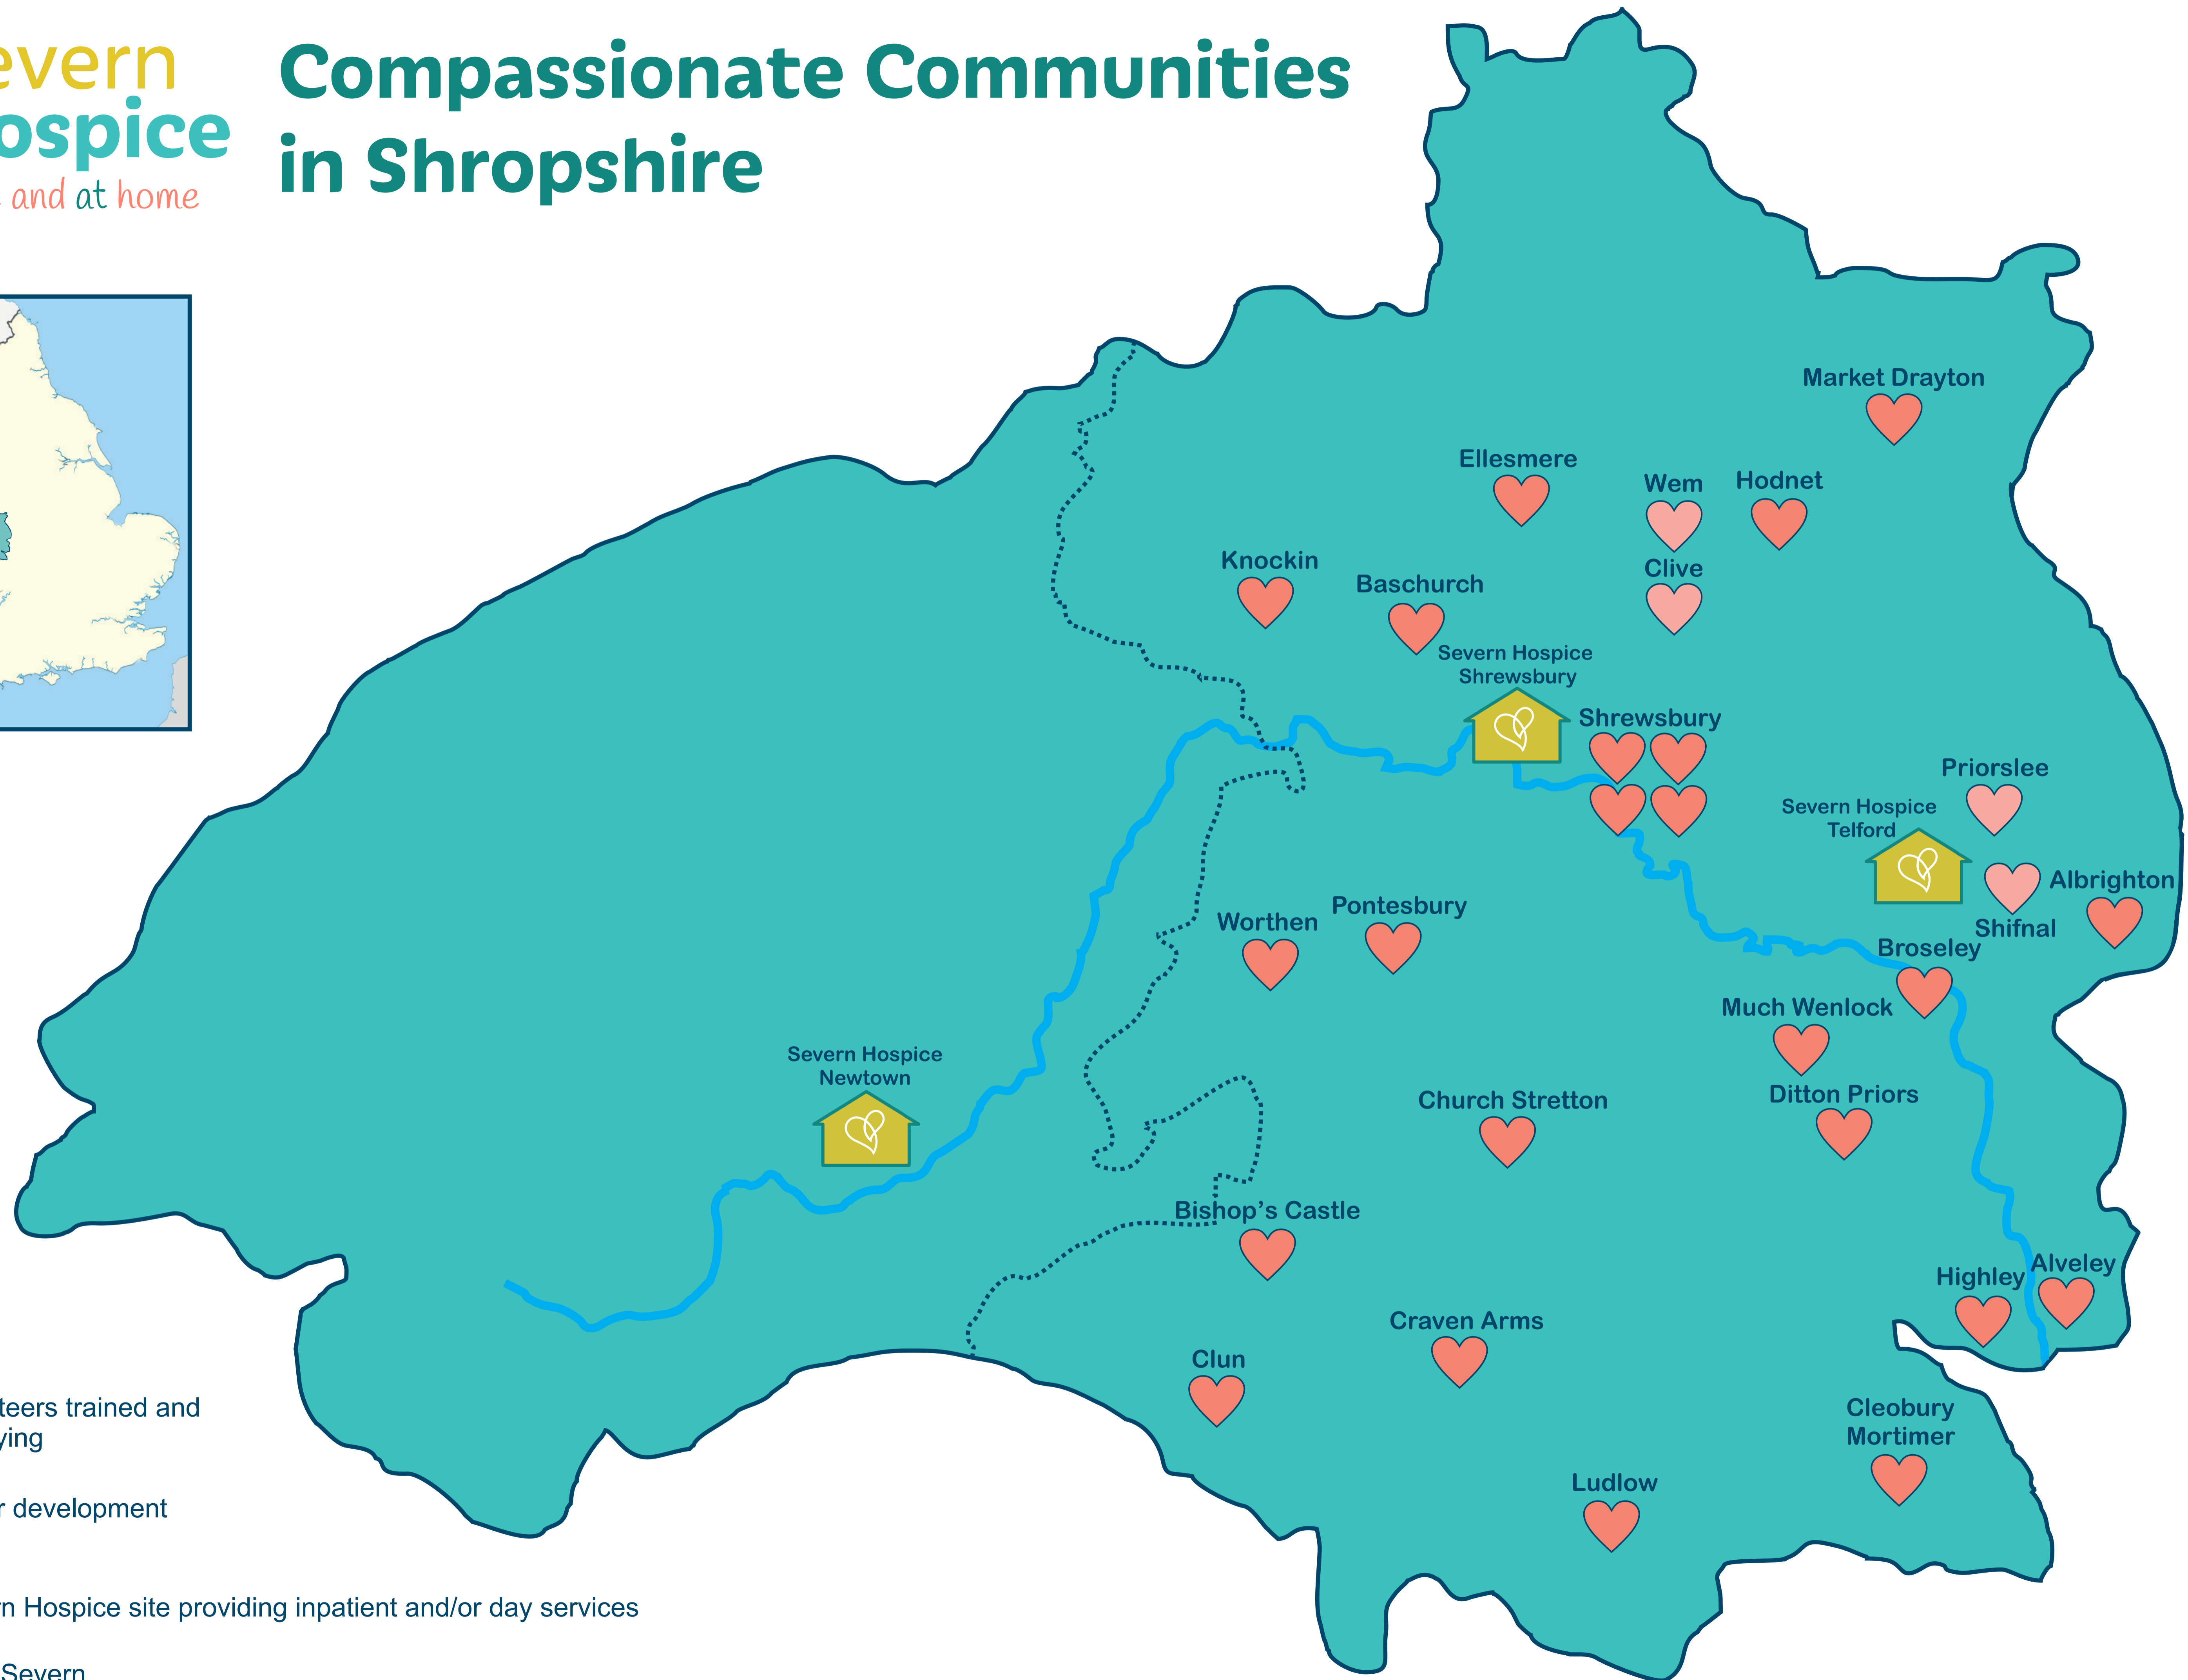 evern
ospice
and at home
Compassionate Communities
in Shropshire
Market Drayton
Ellesmere
Wem
Hodnet
Knockin
Baschurch
Clive
Severn Hospice
Shrewsbury
Shrewsbury
Priorslee
Severn Hospice
Telford
Albrighton
Shifnal
Worthen
Pontesbury
Broseley
Much Wenlock
Severn Hospice
Newtown
Church Stretton
Ditton Priors
Bishop's Castle
Highley
Alveley
Craven Arms
Clun
Cleobury
Mortimer
Ludlow
teers trained and
ying
r development
rn Hospice site providing inpatient and/or day services
Severn